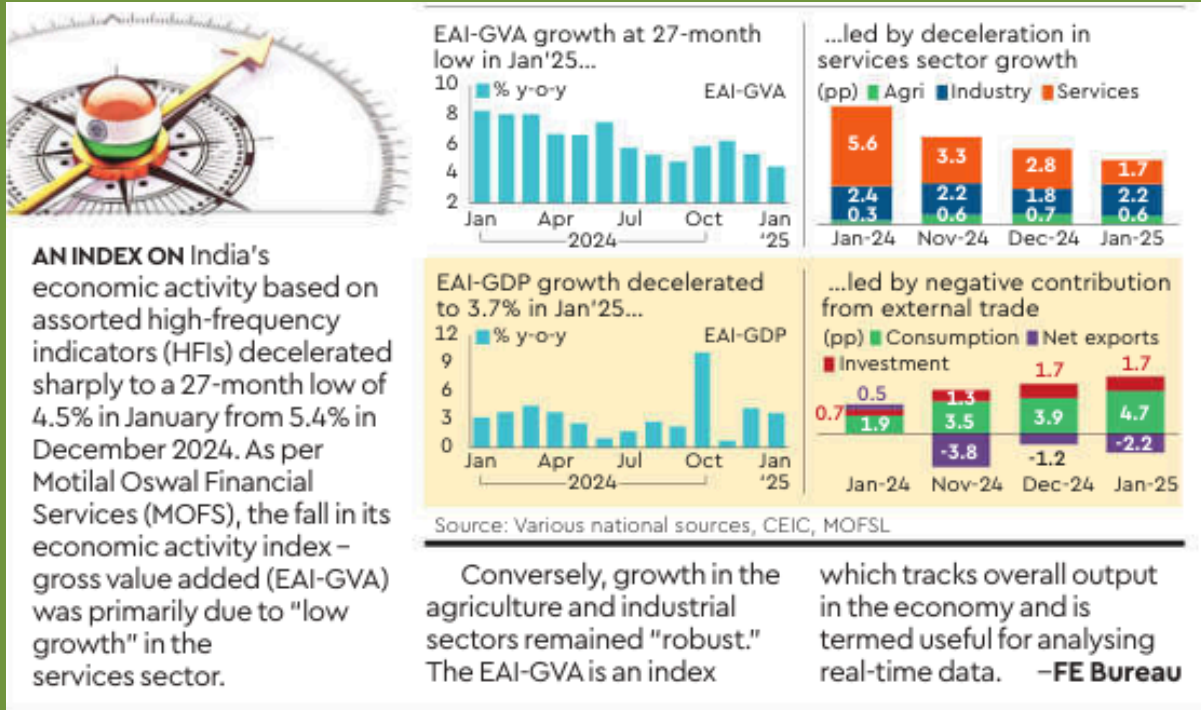 AN INDEX ON India's
economic activity based on
assorted high-frequency
indicators (HFIs) decelerated
sharply to a 27-month low of
4.5% in January from 5.4% in
December 2024. As per
Motilal Oswal Financial
Services (MOFS), the fall in its
economic activity index –
gross value added (EAI-GVA)
was primarily due to "low
growth" in the
services sector.
EAI-GVA growth at 27-month
low in Jan'25...
% y-o-y EAI-GVA
10
8
6
4
2
Jan Apr Jul Oct Jan
2024 '25
...led by deceleration in
services sector growth
(pp) Agri Industry Services
5.6 3.3 2.8 1.7
2.4 2.2 1.8 2.2
0.3 0.6 0.7 0.6
Jan-24 Nov-24 Dec-24 Jan-25
EAI-GDP growth decelerated
to 3.7% in Jan'25...
% y-o-y EAI-GDP
12
9
6
3
0
Jan Apr Jul Oct Jan
2024 '25
...led by negative contribution
from external trade
(pp) Consumption Net exports
Investment
0.5 1.3 1.7 1.7
0.7 1.9 3.5 3.9 4.7
-3.8 -1.2 -2.2
Jan-24 Nov-24 Dec-24 Jan-25
Source: Various national sources, CEIC, MOFSL
Conversely, growth in the
agriculture and industrial
sectors remained "robust."
The EAI-GVA is an index
which tracks overall output
in the economy and is
termed useful for analysing
real-time data. –FE Bureau